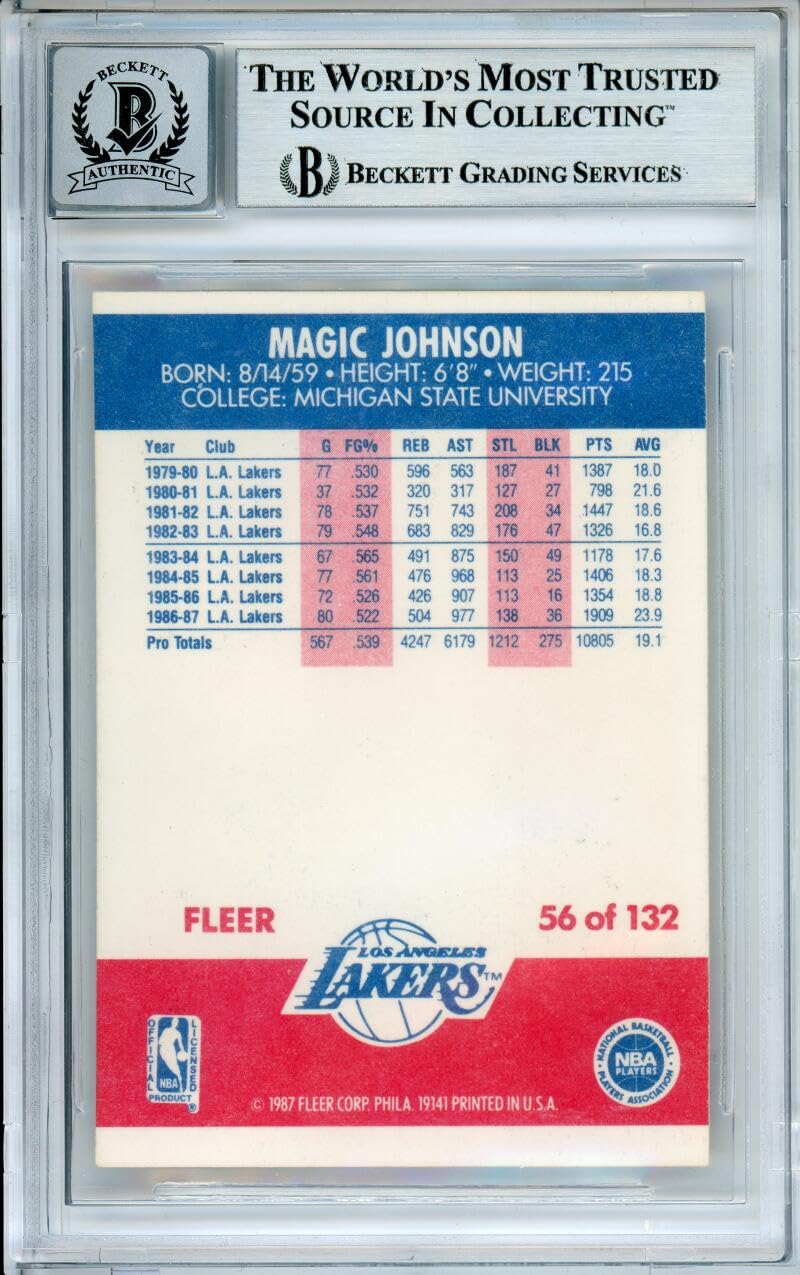 BECKETT
B
AUTHENTIC
THE WORLD'S MOST TRUSTED
SOURCE IN COLLECTING™
B BECKETT GRADING SERVICES
MAGIC JOHNSON
BORN: 8/14/59 • HEIGHT: 6'8" • WEIGHT: 215
COLLEGE: MICHIGAN STATE UNIVERSITY
Year Club G FG% REB AST STL BLK PTS AVG
1979-80 L.A. Lakers 77 .530 596 563 187 41 1387 18.0
1980-81 L.A. Lakers 37 .532 320 317 127 27 798 21.6
1981-82 L.A. Lakers 78 .537 751 743 208 34 1447 18.6
1982-83 L.A. Lakers 79 .548 683 829 176 47 1326 16.8
1983-84 L.A. Lakers 67 .565 491 875 150 49 1178 17.6
1984-85 L.A. Lakers 77 .561 476 968 113 25 1406 18.3
1985-86 L.A. Lakers 72 .526 426 907 113 16 1354 18.8
1986-87 L.A. Lakers 80 .522 504 977 138 36 1909 23.9
Pro Totals 567 .539 4247 6179 1212 275 10805 19.1
FLEER 56 of 132
LOS ANGELES
LAKERS™
OFFICIAL LICENSED
NBA
PRODUCT ®
• NATIONAL BASKETBALL •
NBA
PLAYERS
PLAYERS ASSOCIATION
© 1987 FLEER CORP. PHILA. 19141 PRINTED IN U.S.A.